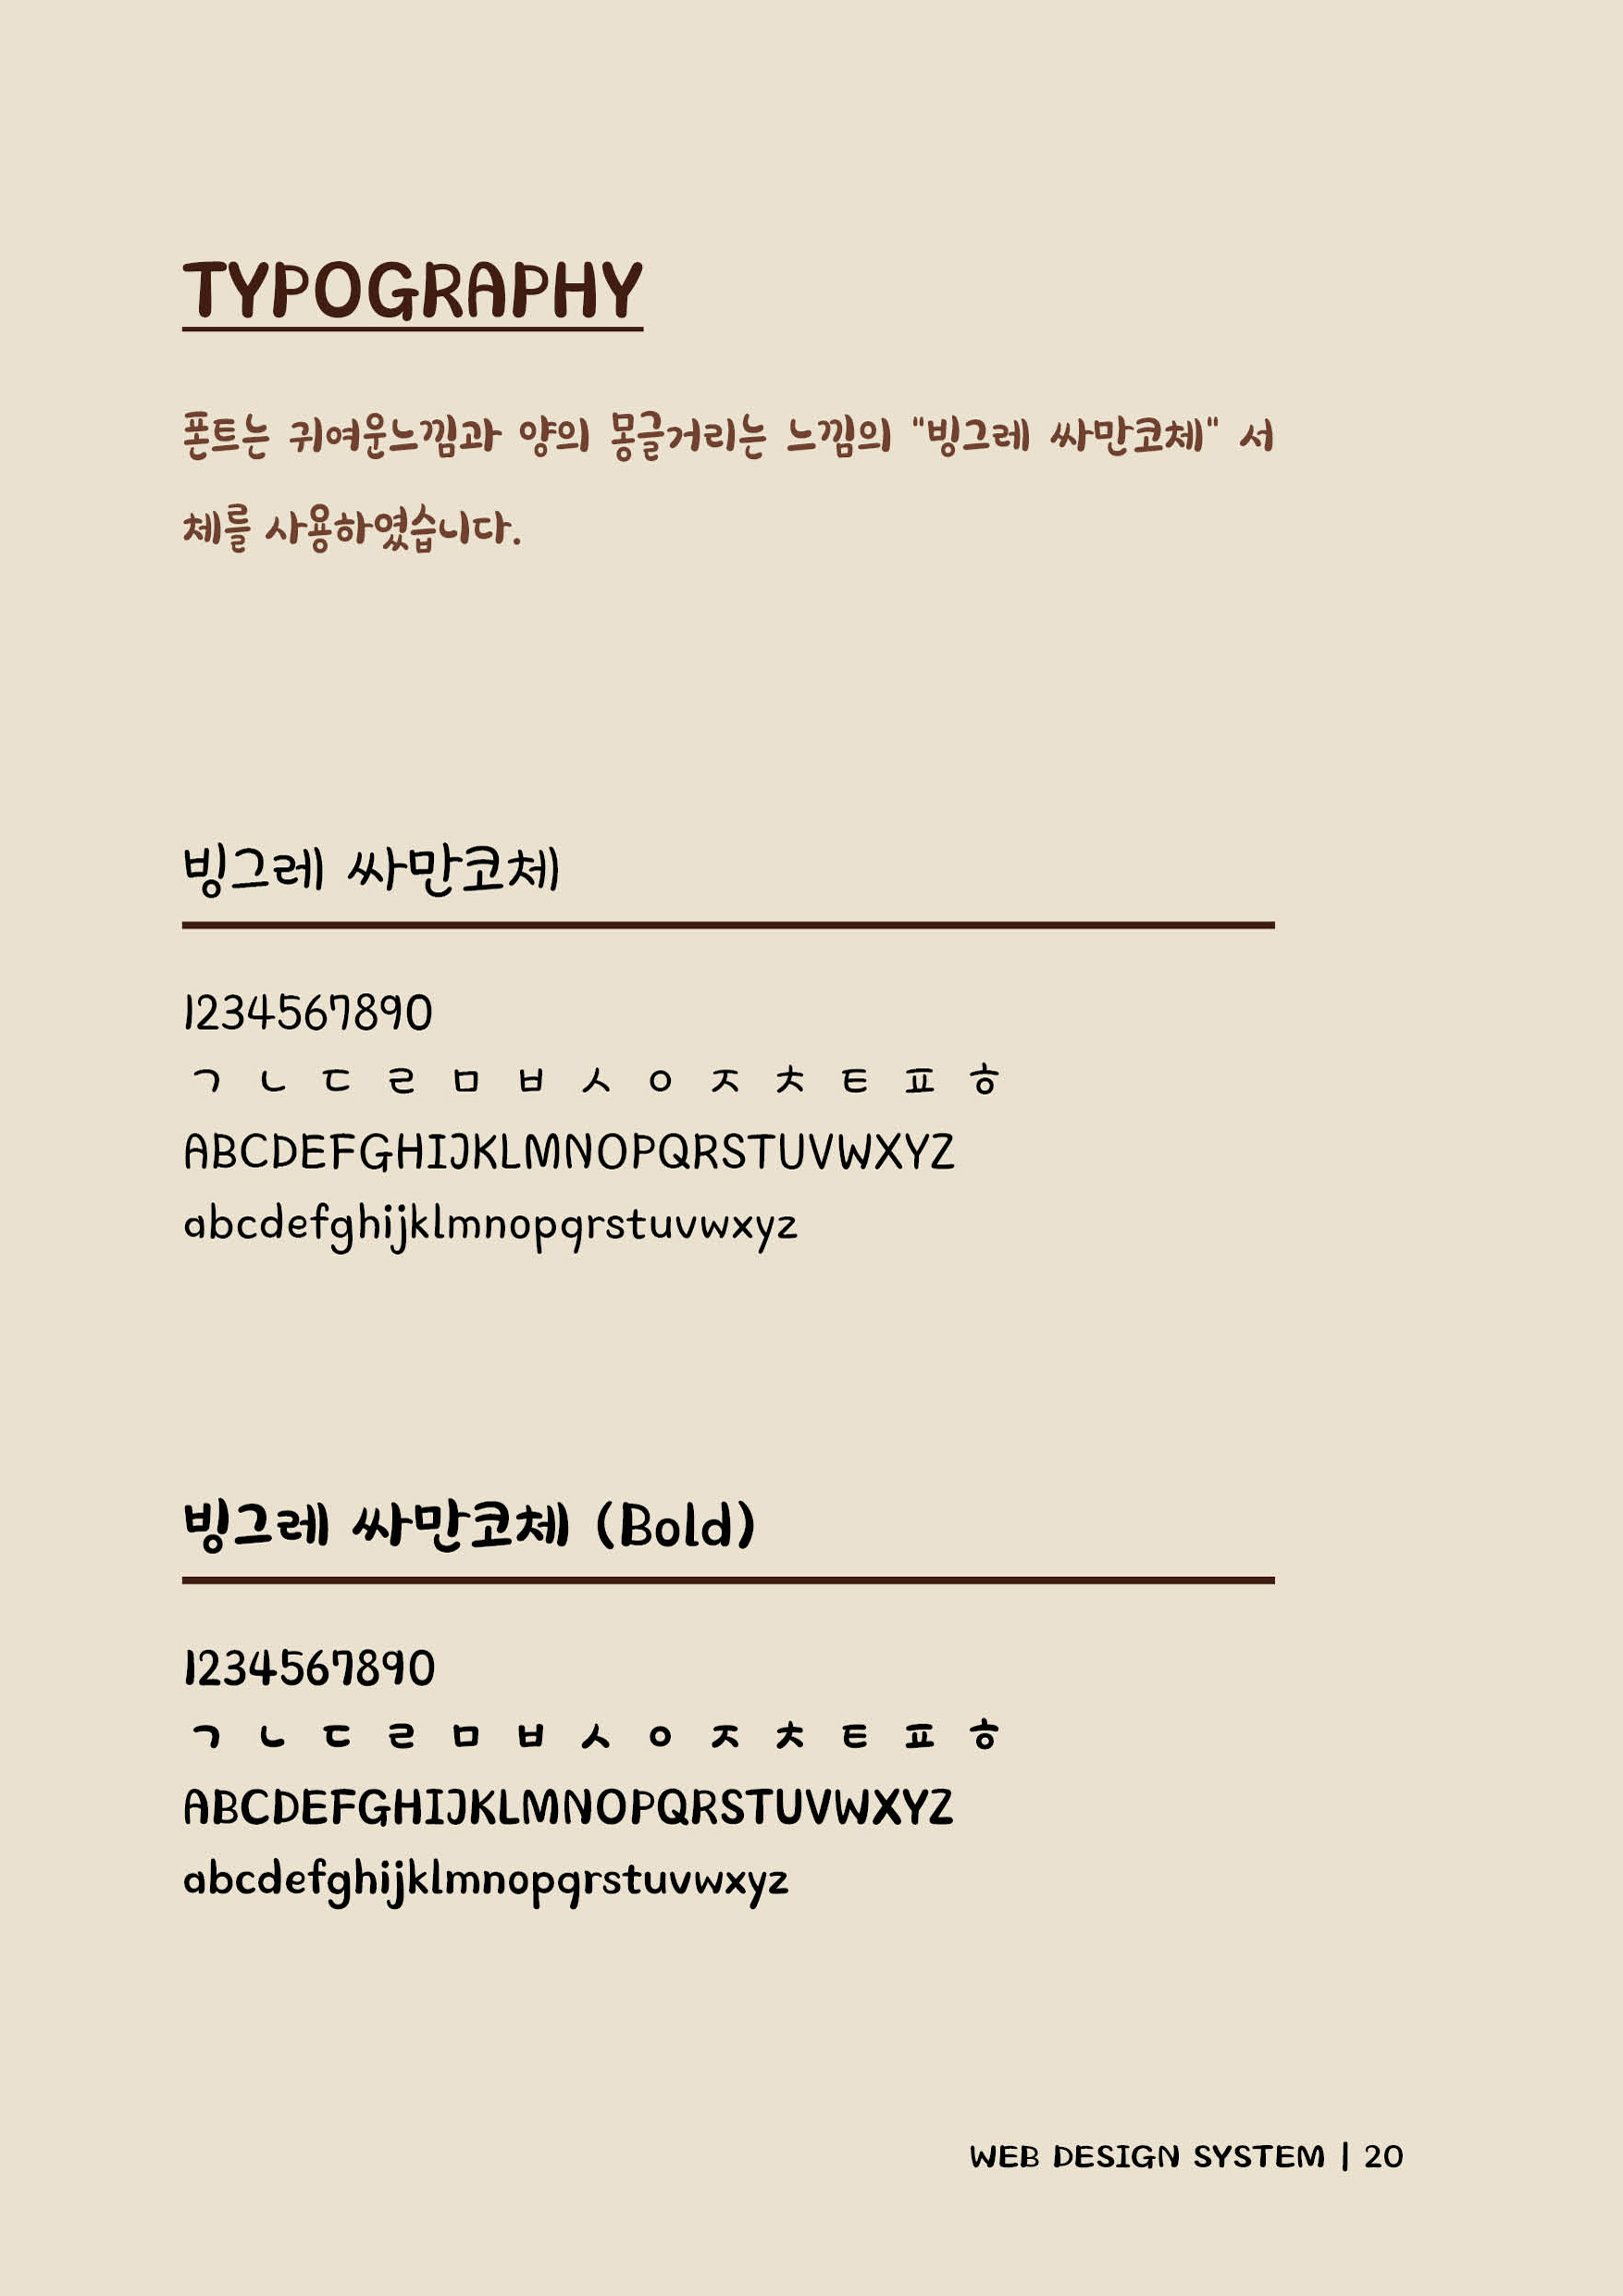 TYPOGRAPHY
폰트는 귀여운느낌과 양의 몽글거리는 느낌의 "빙그레 싸만코체" 서
체를 사용하였습니다.
빙그레 싸만코체
1234567890
ㄱ ㄴ ㄷ ㄹ ㅁ ㅂ ㅅ ㅇ ㅈ ㅊ ㅌ ㅍ ㅎ
ABCDEFGHIJKLMNOPQRSTUVWXYZ
abcdefghijklmnopqrstuvwxyz
빙그레 싸만코체 (Bold)
1234567890
ㄱ ㄴ ㄷ ㄹ ㅁ ㅂ ㅅ ㅇ ㅈ ㅊ ㅌ ㅍ ㅎ
ABCDEFGHIJKLMNOPQRSTUVWXYZ
abcdefghijklmnopqrstuvwxyz
WEB DESIGN SYSTEM | 20